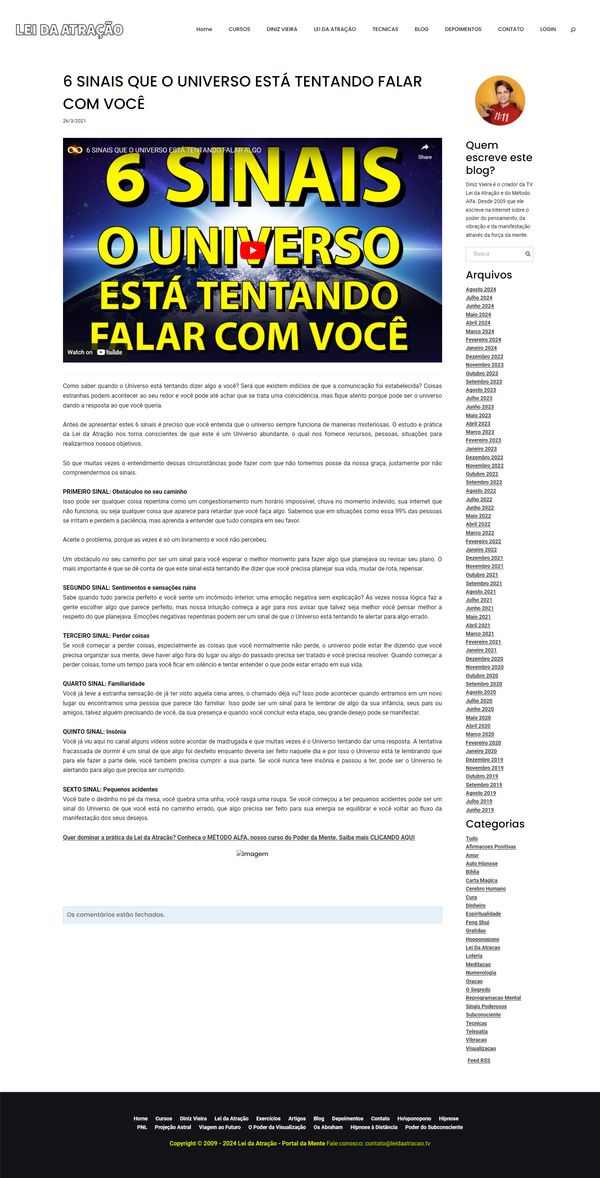 LEI DA ATRAÇÃO
Home CURSOS DINIZ VIEIRA LEI DA ATRAÇÃO TECNICAS BLOG DEPOIMENTOS CONTATO LOGIN
6 SINAIS QUE O UNIVERSO ESTÁ TENTANDO FALAR
COM VOCÊ
26/3/2021
6 SINAIS QUE O UNIVERSO ESTÁ TENTANDO FALAR ALGO
Share
6 SINAIS
O UNIVERSO
ESTÁ TENTANDO
FALAR COM VOCÊ
Watch on YouTube
Como saber quando o Universo está tentando dizer algo a você? Será que existem indícios de que a comunicação foi estabelecida? Coisas
estranhas podem acontecer ao seu redor e você pode até achar que se trata uma coincidência, mas fique atento porque pode ser o universo
dando a resposta ao que você queria.
Antes de apresentar estes 6 sinais é preciso que você entenda que o universo sempre funciona de maneiras misteriosas. O estudo e prática
da Lei da Atração nos torna conscientes de que este é um Universo abundante, o qual nos fornece recursos, pessoas, situações para
realizarmos nossos objetivos.
Só que muitas vezes o entendimento dessas circunstâncias pode fazer com que não tomemos posse da nossa graça, justamente por não
compreendermos os sinais.
PRIMEIRO SINAL: Obstáculos no seu caminho
Isso pode ser qualquer coisa repentina como um congestionamento num horário impossível, chuva no momento indevido, sua internet que
não funciona, ou seja qualquer coisa que aparece para retardar que você faça algo. Sabemos que em situações como essa 99% das pessoas
se irritam e perdem a paciência, mas aprenda a entender que tudo conspira em seu favor.
Aceite o problema, porque as vezes é só um livramento e você não percebeu.
Um obstáculo no seu caminho por ser um sinal para você esperar o melhor momento para fazer algo que planejava ou revisar seu plano. O
mais importante é que se dê conta de que este sinal está tentando lhe dizer que você precisa planejar sua vida, mudar de rota, repensar.
SEGUNDO SINAL: Sentimentos e sensações ruins
Sabe quando tudo parecia perfeito e você sente um incômodo interior, uma emoção negativa sem explicação? Às vezes nossa lógica faz a
gente escolher algo que parece perfeito, mas nossa intuição começa a agir para nos avisar que talvez seja melhor você pensar melhor a
respeito do que planejava. Emoções negativas repentinas podem ser um sinal de que o Universo está tentando te alertar para algo errado.
TERCEIRO SINAL: Perder coisas
Se você começar a perder coisas, especialmente as coisas que você normalmente não perde, o universo pode estar lhe dizendo que você
precisa organizar sua mente, deve haver algo fora do lugar ou algo do passado precisa ser tratado e você precisa resolver. Quando começar a
perder coisas, tome um tempo para você ficar em silêncio e tentar entender o que pode estar errado em sua vida.
QUARTO SINAL: Familiaridade
Você já teve a estranha sensação de já ter visto aquela cena antes, o chamado déjà vu? Isso pode acontecer quando entramos em um novo
lugar ou encontramos uma pessoa que parece tão familiar. Isso pode ser um sinal para te lembrar de algo da sua infância, seus pais ou
amigos, talvez alguém precisando de você, da sua presença e quando você concluir esta etapa, seu grande desejo pode se manifestar.
QUINTO SINAL: Insônia
Você já viu aqui no canal alguns vídeos sobre acordar de madrugada e que muitas vezes é o Universo tentando dar uma resposta. A tentativa
fracassada de dormir é um sinal de que algo foi desfeito enquanto deveria ser feito naquele dia e por isso o Universo está te lembrando que
para ele fazer a parte dele, você também precisa cumprir a sua parte. Se você nunca teve insônia e passou a ter, pode ser o Universo te
alertando para algo que precisa ser cumprido.
SEXTO SINAL: Pequenos acidentes
Você bate o dedinho no pé da mesa, você quebra uma unha, você rasga uma roupa. Se você começou a ter pequenos acidentes pode ser um
sinal do Universo de que você está no caminho errado, que algo precisa ser feito para sua energia se equilibrar e você voltar ao fluxo da
manifestação dos seus desejos.
Quer dominar a prática da Lei da Atração? Conheça o MÉTODO ALFA, nosso curso do Poder da Mente. Saiba mais CLICANDO AQUI
Imagem
Os comentários estão fechados.
11:11
Quem
escreve este
blog?
Diniz Vieira é o criador da TV
Lei da Atração e do Método
Alfa. Desde 2009 que ele
escreve na Internet sobre o
poder do pensamento, da
vibração e da manifestação
através da força da mente.
Busca
Arquivos
Agosto 2024
Julho 2024
Junho 2024
Maio 2024
Abril 2024
Março 2024
Fevereiro 2024
Janeiro 2024
Dezembro 2023
Novembro 2023
Outubro 2023
Setembro 2023
Agosto 2023
Julho 2023
Junho 2023
Maio 2023
Abril 2023
Março 2023
Fevereiro 2023
Janeiro 2023
Dezembro 2022
Novembro 2022
Outubro 2022
Setembro 2022
Agosto 2022
Julho 2022
Junho 2022
Maio 2022
Abril 2022
Março 2022
Fevereiro 2022
Janeiro 2022
Dezembro 2021
Novembro 2021
Outubro 2021
Setembro 2021
Agosto 2021
Julho 2021
Junho 2021
Maio 2021
Abril 2021
Março 2021
Fevereiro 2021
Janeiro 2021
Dezembro 2020
Novembro 2020
Outubro 2020
Setembro 2020
Agosto 2020
Julho 2020
Junho 2020
Maio 2020
Abril 2020
Março 2020
Fevereiro 2020
Janeiro 2020
Dezembro 2019
Novembro 2019
Outubro 2019
Setembro 2019
Agosto 2019
Julho 2019
Junho 2019
Categorias
Tudo
Afirmacoes Positivas
Amor
Auto Hipnose
Biblia
Carta Magica
Cerebro Humano
Cura
Dinheiro
Espiritualidade
Feng Shui
Gratidao
Hooponopono
Lei Da Atracao
Loteria
Meditacao
Numerologia
Oracao
O Segredo
Reprogramacao Mental
Sinais Poderosos
Subconsciente
Tecnicas
Telepatia
Vibracao
Visualizacao
Feed RSS
Home Cursos Diniz Vieira Lei da Atração Exercícios Artigos Blog Depoimentos Contato Ho'oponopono Hipnose
PNL Projeção Astral Viagem ao Futuro O Poder da Visualização Os Abraham Hipnose à Distância Poder do Subconsciente
Copyright © 2009 - 2024 Lei da Atração - Portal da Mente Fale conosco: contato@leidaatracao.tv